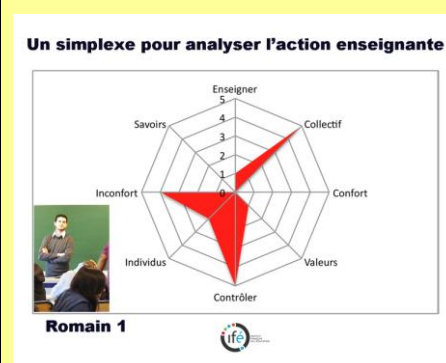 Un simplexe pour analyser l'action enseignante
Enseigner
5
4
3
2
1
0
Collectif
Confort
Valeurs
Contrôler
Individus
Inconfort
Savoirs
Romain 1
ifé